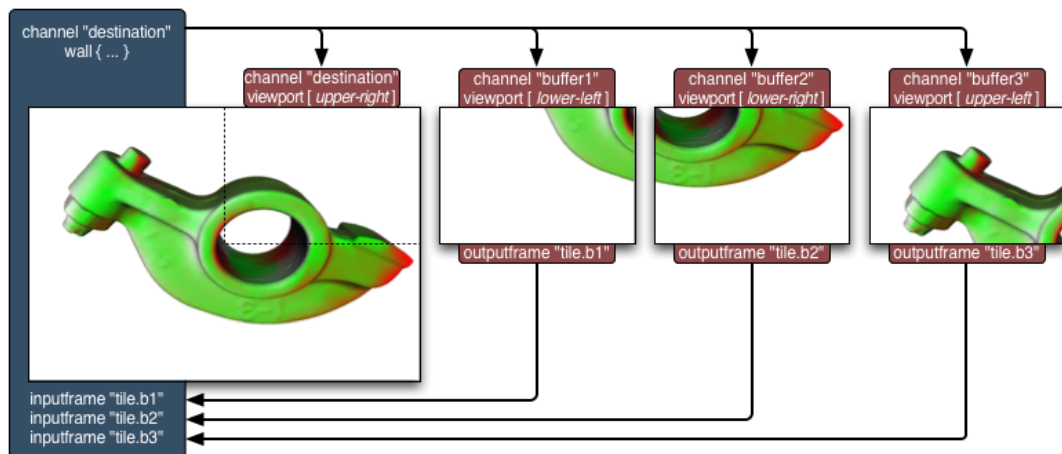 channel "destination"
wall { ... }
channel "destination"
viewport [ upper-right ]
channel "buffer1"
viewport [ lower-left ]
channel "buffer2"
viewport [ lower-right ]
channel "buffer3"
viewport [ upper-left ]
outputframe "tile.b1"
outputframe "tile.b2"
outputframe "tile.b3"
inputframe "tile.b1"
inputframe "tile.b2"
inputframe "tile.b3"